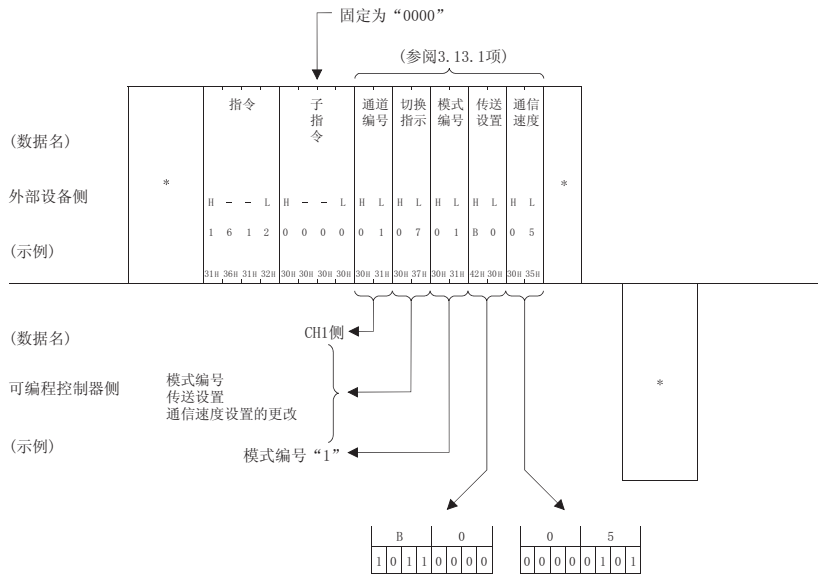 固定为“0000”
(参阅3.13.1项)
指令
子指令
通道编号
切换指示
模式编号
传送设置
通信速度
(数据名)
*
*
外部设备侧
H - - L H - - L H L H L H L H L H L
(示例)
1 6 1 2 0 0 0 0 0 1 0 7 0 1 B 0 0 5
31H 36H 31H 32H 30H 30H 30H 30H 30H 31H 30H 37H 30H 31H 42H 30H 30H 35H
(数据名)
CH1侧
可编程控制器侧
模式编号
传送设置
通信速度设置的更改
*
(示例)
模式编号“1”
B 0 0 5
1 0 1 1 0 0 0 0 0 0 0 0 0 1 0 1